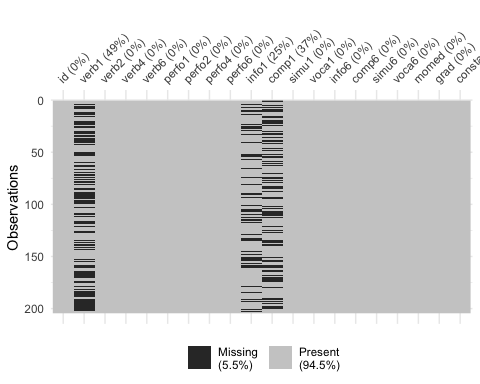 id (0%)
verb1 (49%)
verb2 (0%)
verb4 (0%)
verb6 (0%)
perfo1 (0%)
perfo2 (0%)
perfo4 (0%)
perfo6 (0%)
info1 (25%)
comp1 (37%)
simu1 (0%)
voca1 (0%)
info6 (0%)
comp6 (0%)
simu6 (0%)
voca6 (0%)
momed (0%)
grad (0%)
0
50
100
150
200
Observations
Missing
(5.5%)
Present
(94.5%)